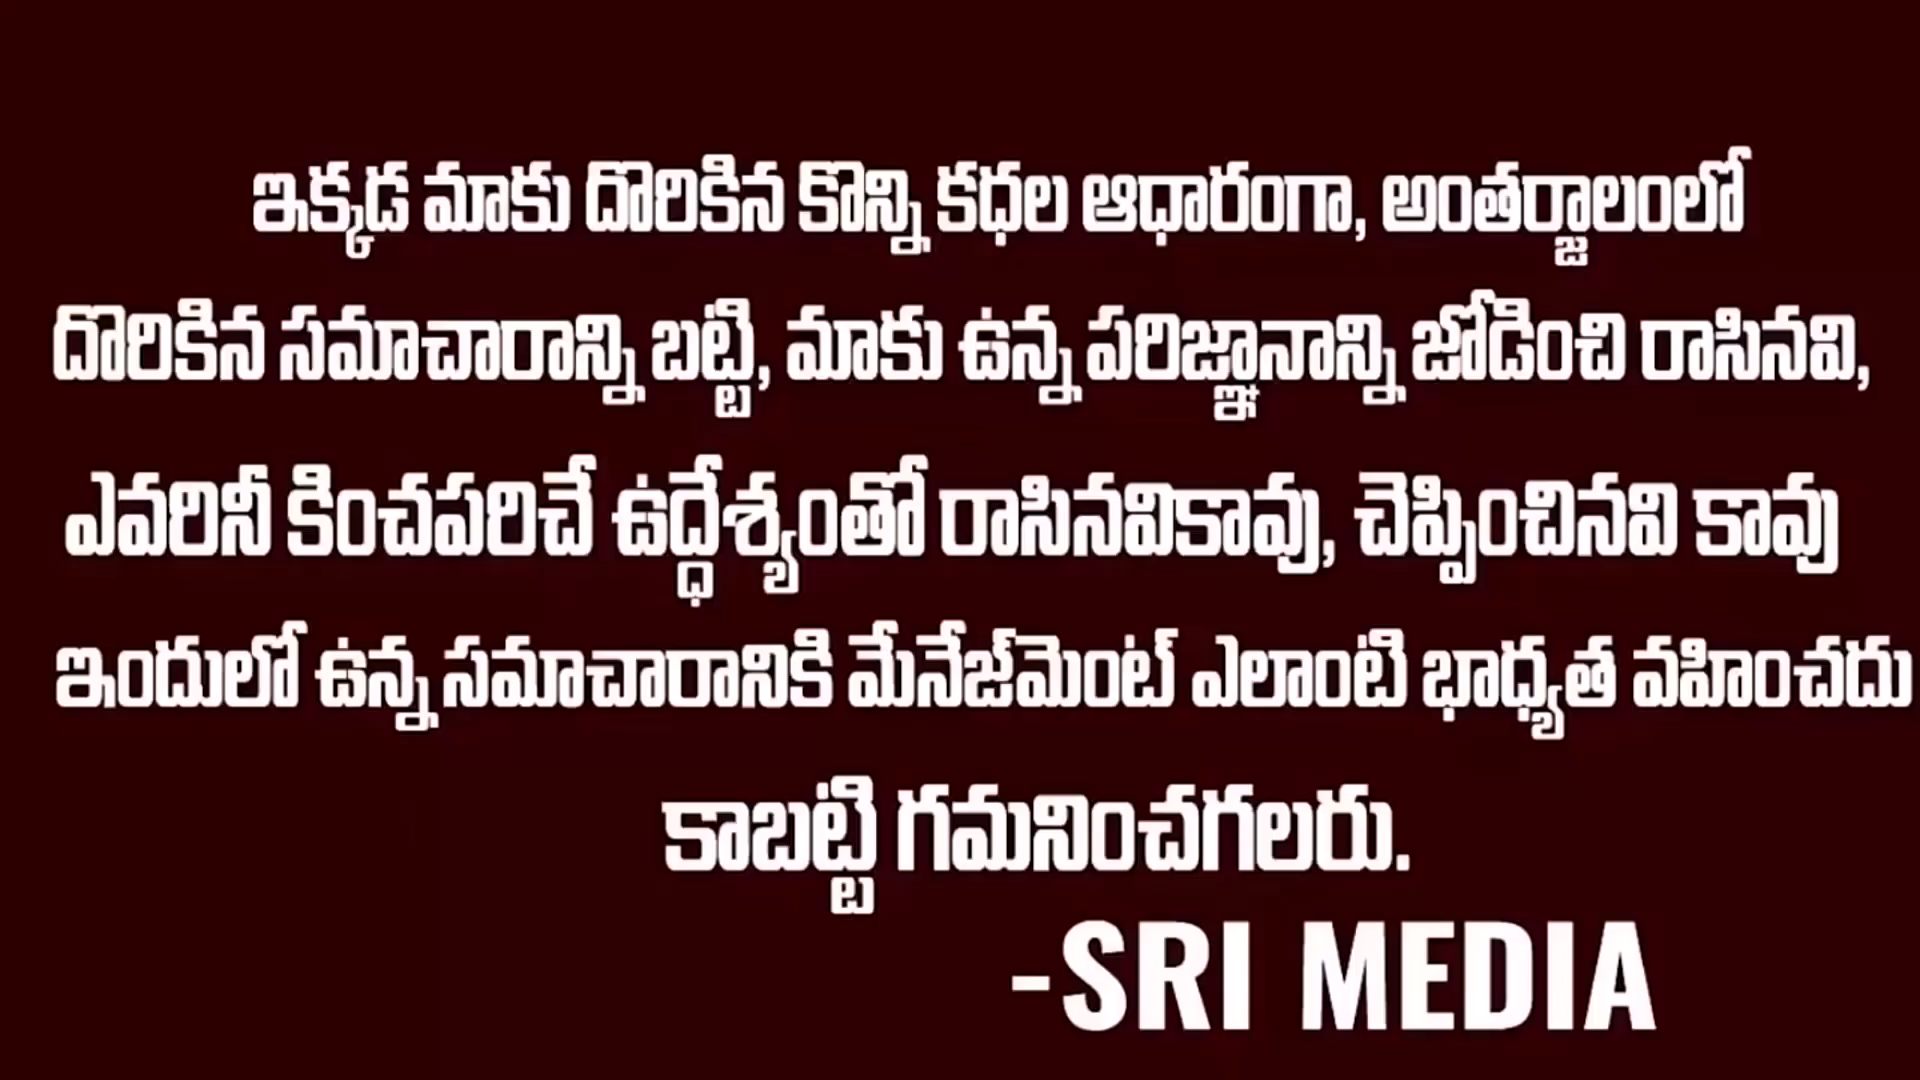 ఇక్కడ మాకు దొరికిన కొన్ని కధల ఆధారంగా, అంతర్జాలంలో
దొరికిన సమాచారాన్ని బట్టి, మాకు ఉన్న పరిజ్ఞానాన్ని జోడించి రాసినవి,
ఎవరినీ కించపరిచే ఉద్ధేశ్యంతో రాసినవికావు, చెప్పించినవి కావు
ఇందులో ఉన్న సమాచారానికి మేనేజ్‌మెంట్ ఎలాంటి భాధ్యత వహించదు
కాబట్టి గమనించగలరు.
-SRI MEDIA